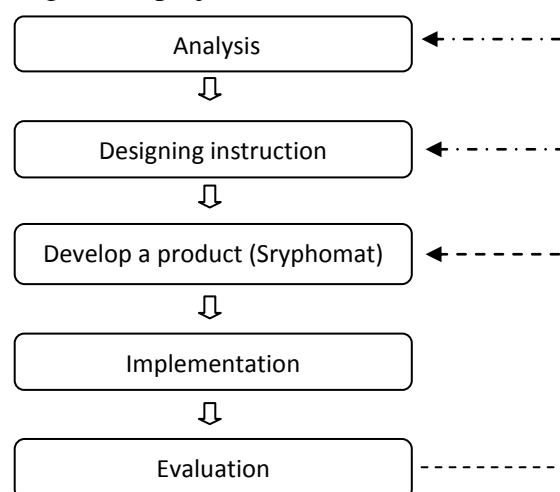 Analysis
Designing instruction
Develop a product (Sryphomat)
Implementation
Evaluation